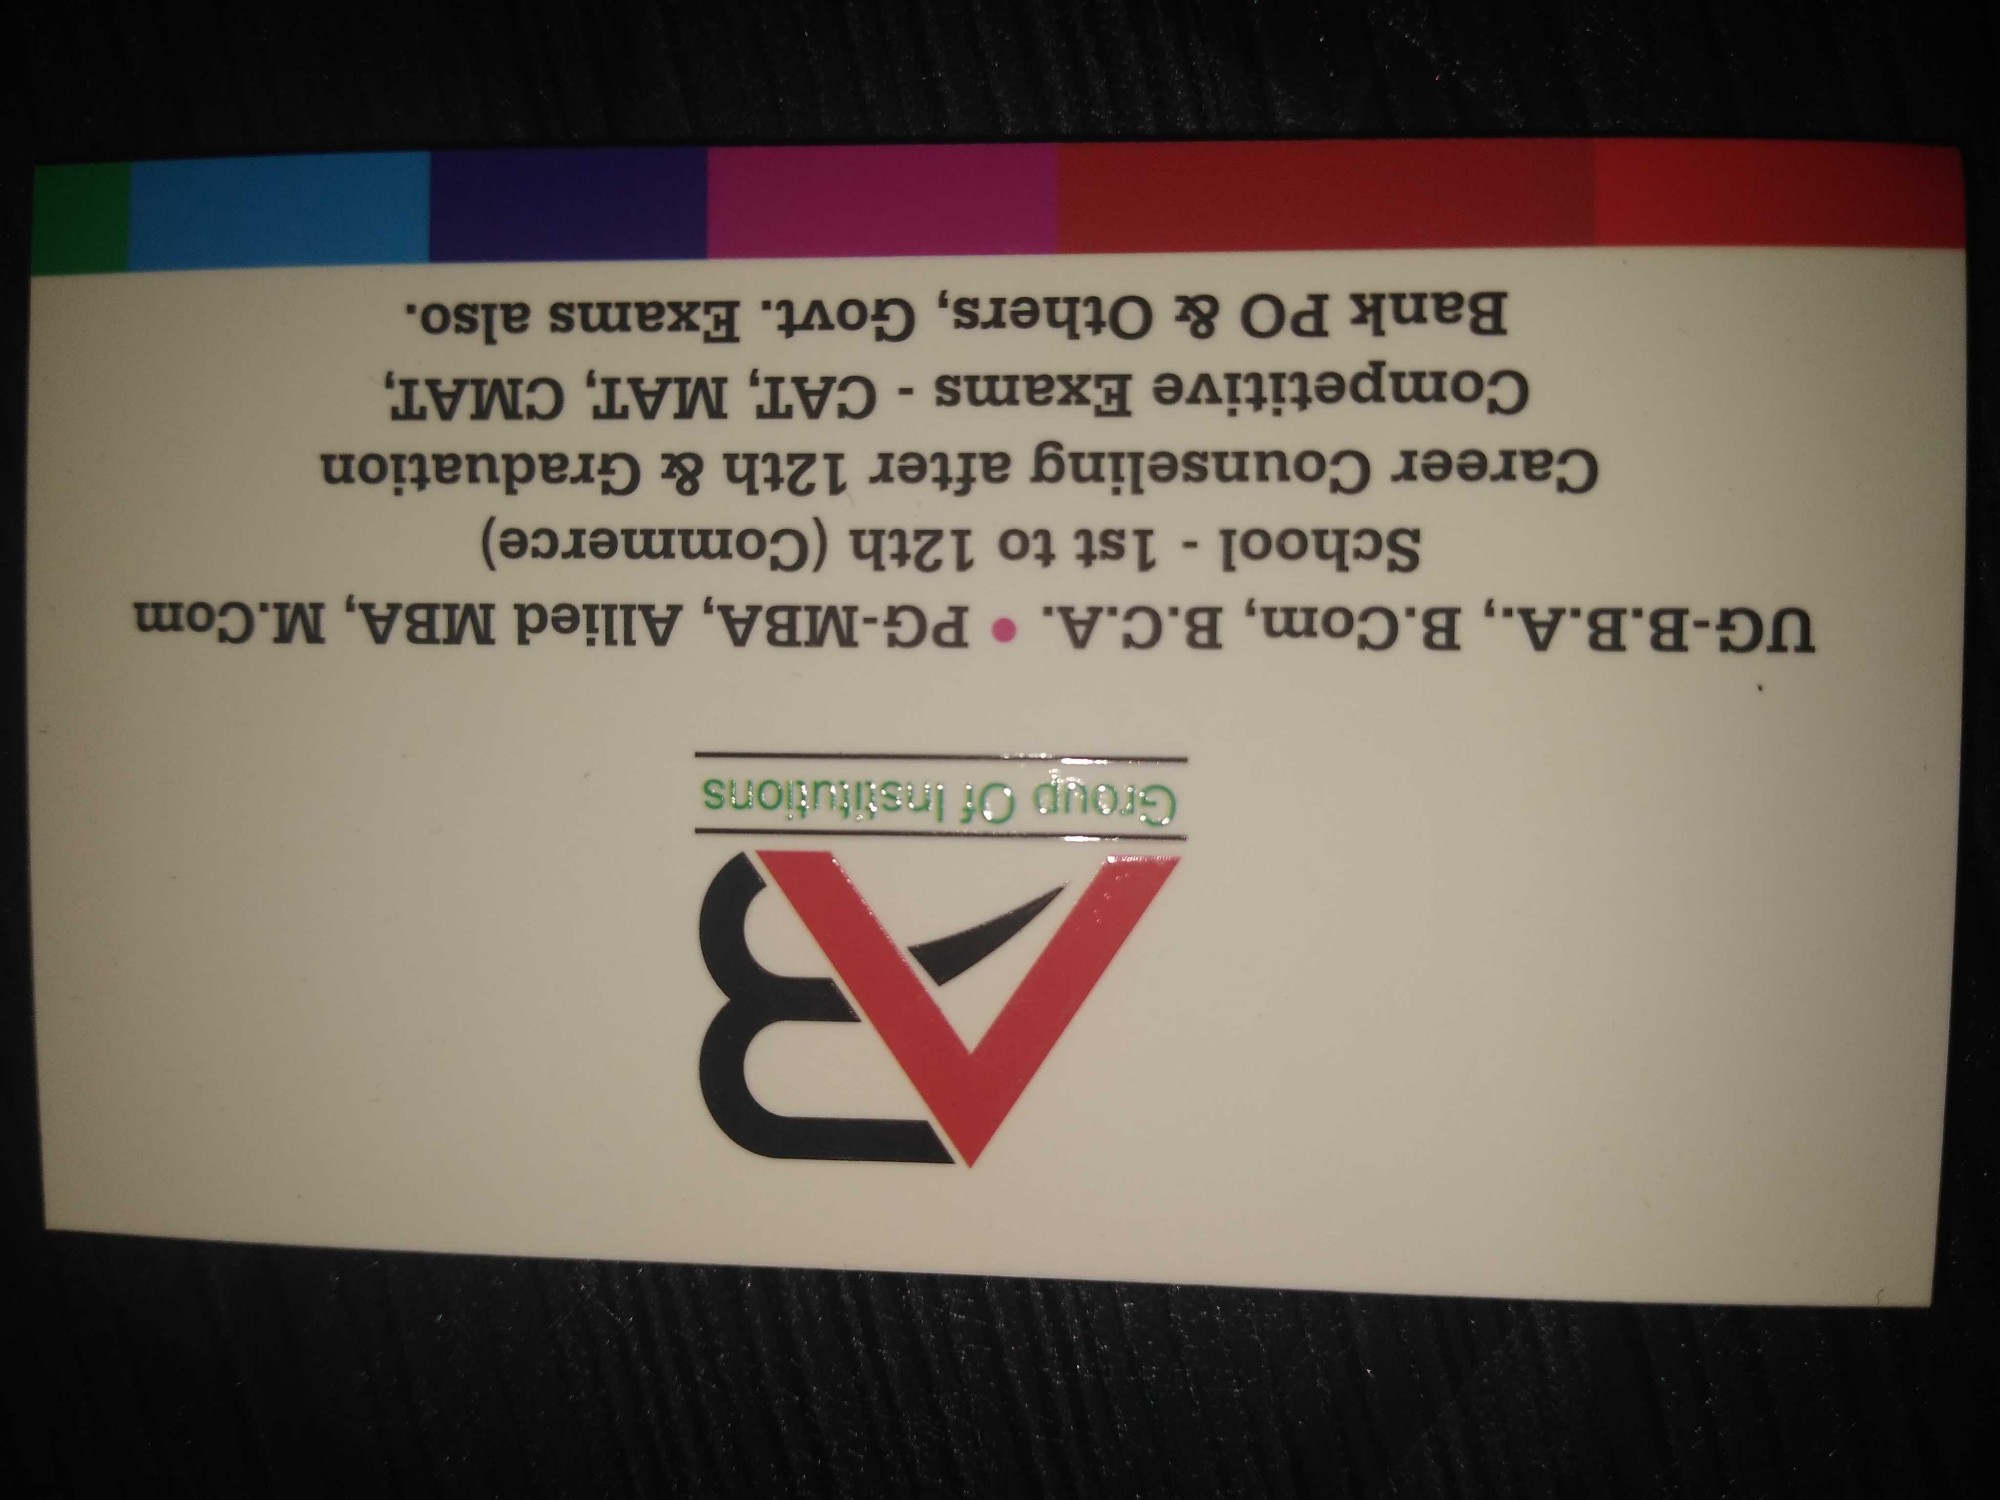 AB
Group Of Institutions
UG-B.B.A., B.Com, B.C.A. • PG-MBA, Allied MBA, M.Com
School - 1st to 12th (Commerce)
Career Counseling after 12th & Graduation
Competitive Exams - CAT, MAT, CMAT,
Bank PO & Others, Govt. Exams also.